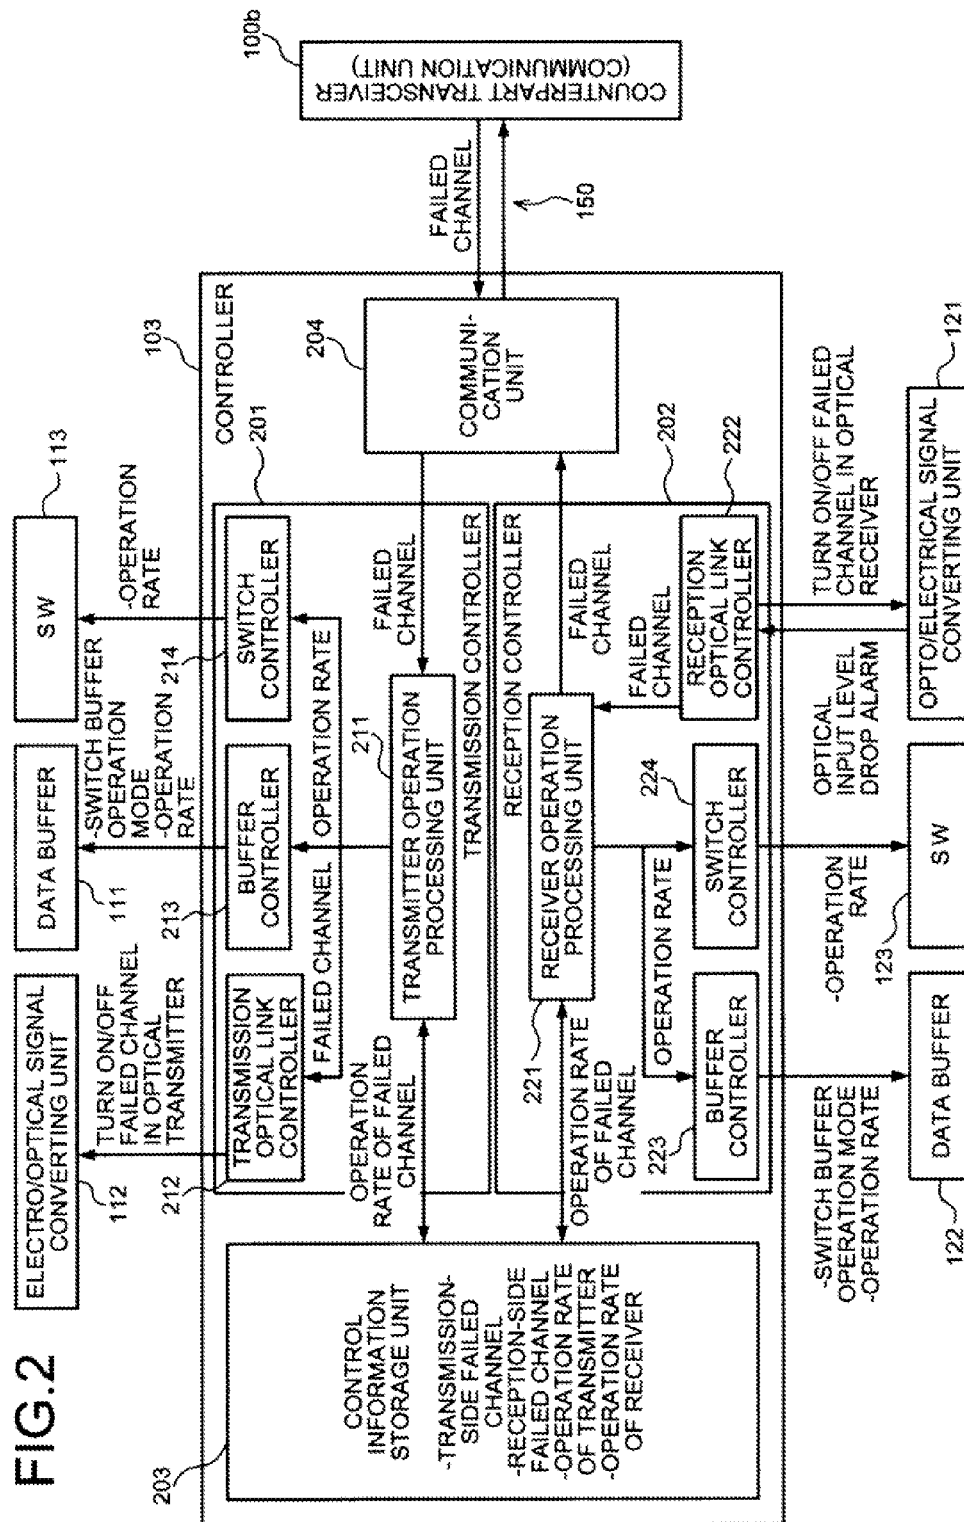 FIG.2
ELECTRO/OPTICAL SIGNAL
CONVERTING UNIT
112
DATA BUFFER
111
SW
113
TURN ON/OFF
FAILED CHANNEL
IN OPTICAL
TRANSMITTER
-SWITCH BUFFER
OPERATION
MODE
-OPERATION
RATE
-OPERATION
RATE
103
CONTROLLER
203
CONTROL
INFORMATION
STORAGE UNIT
-TRANSMISSION-
SIDE FAILED
CHANNEL
-RECEPTION-SIDE
FAILED CHANNEL
-OPERATION RATE
OF TRANSMITTER
-OPERATION RATE
OF RECEIVER
212
TRANSMISSION
OPTICAL LINK
CONTROLLER
213
BUFFER
CONTROLLER
214
SWITCH
CONTROLLER
201
FAILED CHANNEL
OPERATION RATE
OPERATION
RATE OF FAILED
CHANNEL
211
TRANSMITTER OPERATION
PROCESSING UNIT
FAILED
CHANNEL
TRANSMISSION CONTROLLER
204
COMMUNI-
CATION
UNIT
FAILED
CHANNEL
150
100b
COUNTERPART TRANSCEIVER
(COMMUNICATION UNIT)
RECEPTION CONTROLLER
202
221
RECEIVER OPERATION
PROCESSING UNIT
FAILED
CHANNEL
OPERATION RATE
OF FAILED
CHANNEL
OPERATION RATE
FAILED
CHANNEL
223
BUFFER
CONTROLLER
224
SWITCH
CONTROLLER
222
RECEPTION
OPTICAL LINK
CONTROLLER
-SWITCH BUFFER
OPERATION MODE
-OPERATION RATE
-OPERATION
RATE
OPTICAL
INPUT LEVEL
DROP ALARM
TURN ON/OFF FAILED
CHANNEL IN OPTICAL
RECEIVER
122
DATA BUFFER
123
SW
121
OPTO/ELECTRICAL SIGNAL
CONVERTING UNIT